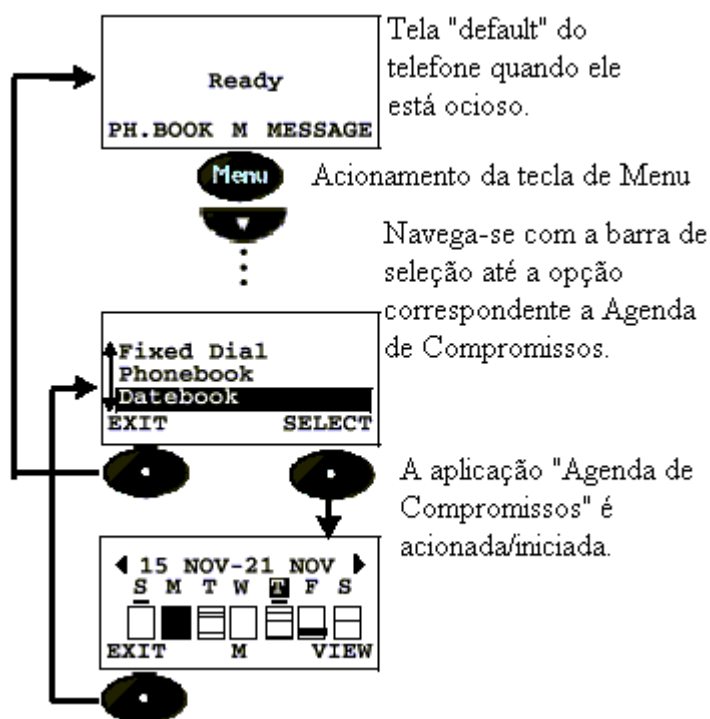 Tela "default" do
telefone quando ele
está ocioso.
Ready
PH.BOOK M MESSAGE
Menu
Acionamento da tecla de Menu
Navega-se com a barra de
seleção até a opção
correspondente a Agenda
de Compromissos.
Fixed Dial
Phonebook
Datebook
EXIT SELECT
A aplicação "Agenda de
Compromissos" é
acionada/iniciada.
15 NOV-21 NOV
S M T W T F S
EXIT M VIEW